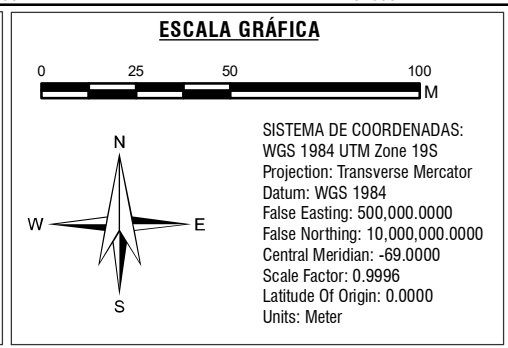 ESCALA GRÁFICA
0 25 50 100
M
N
W E
S
SISTEMA DE COORDENADAS:
WGS 1984 UTM Zone 19S
Projection: Transverse Mercator
Datum: WGS 1984
False Easting: 500,000.0000
False Northing: 10,000,000.0000
Central Meridian: -69.0000
Scale Factor: 0.9996
Latitude Of Origin: 0.0000
Units: Meter